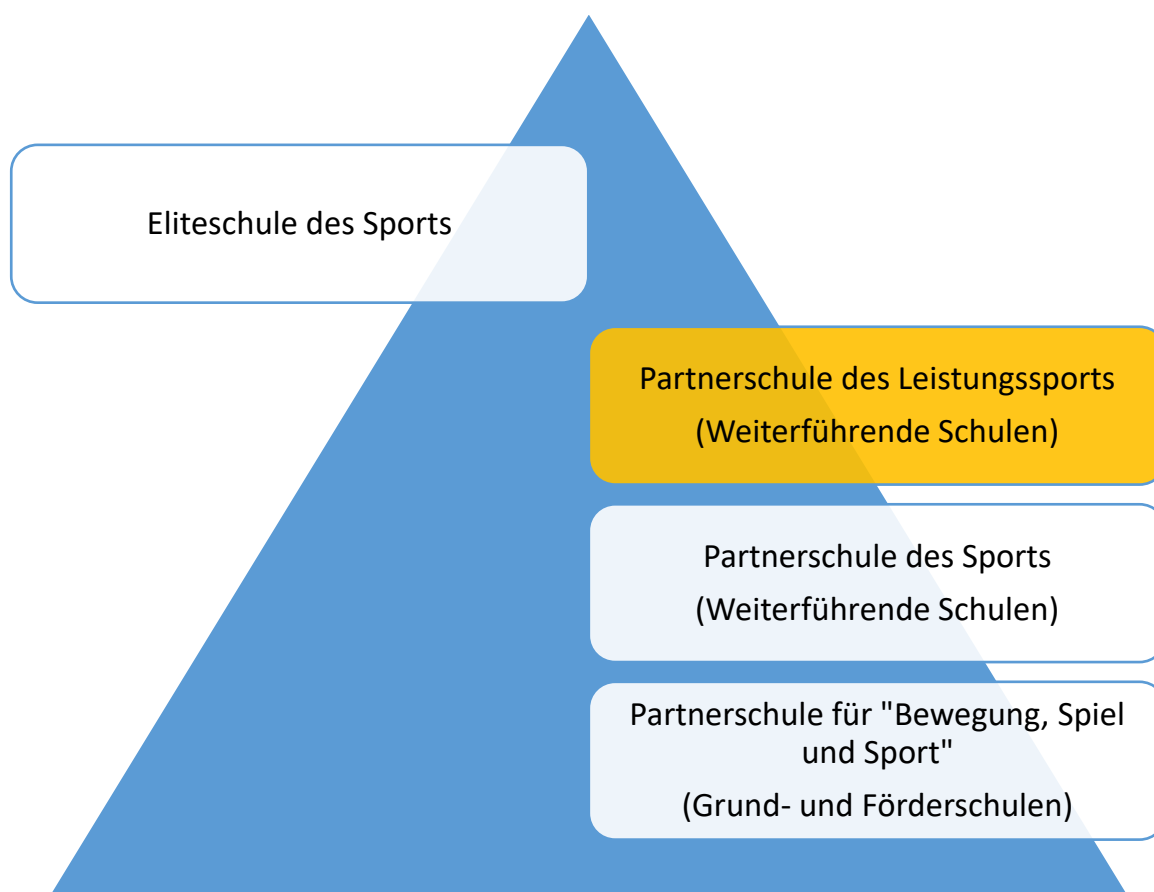 Eliteschule des Sports
Partnerschule des Leistungssports
(Weiterführende Schulen)
Partnerschule des Sports
(Weiterführende Schulen)
Partnerschule für "Bewegung, Spiel
und Sport"
(Grund- und Förderschulen)